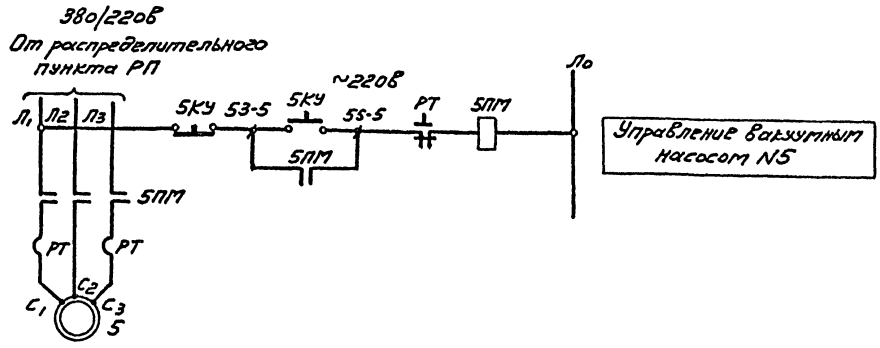 380/220в
От распределительного
пункта РП
Л1 Л2 Л3
5КУ 53-5 5КУ ~220в 55-5 РТ 5ПМ Ло
5ПМ
Управление вакуумным
насосом N5
5ПМ
РТ РТ
С1 С2 С3
5